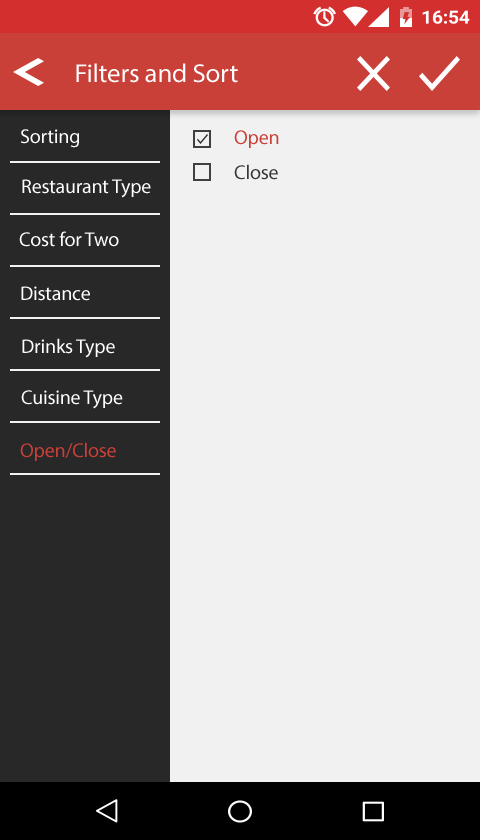 16:54
Filters and Sort
Sorting
Restaurant Type
Cost for Two
Distance
Drinks Type
Cuisine Type
Open/Close
Open
Close